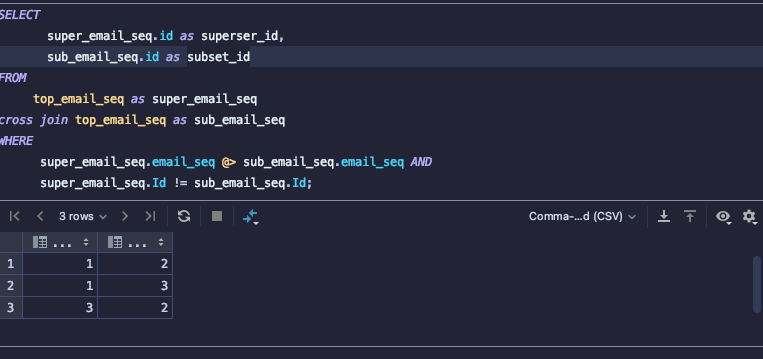 SELECT
super_email_seq.id as superser_id,
sub_email_seq.id as subset_id
FROM
top_email_seq as super_email_seq
cross join top_email_seq as sub_email_seq
WHERE
super_email_seq.email_seq @> sub_email_seq.email_seq AND
super_email_seq.Id != sub_email_seq.Id;
3 rows Comma-...d (CSV)
... ...
1 1 2
2 1 3
3 3 2